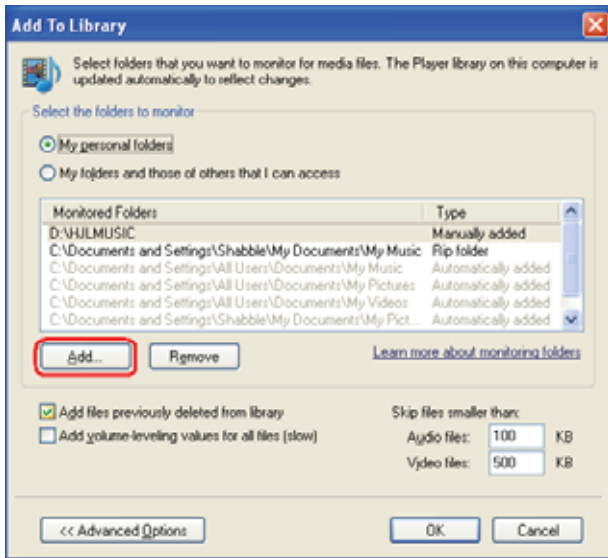 Add To Library
Select folders that you want to monitor for media files. The Player library on this computer is
updated automatically to reflect changes.
Select the folders to monitor
My personal folders
My folders and those of others that I can access
Monitored Folders Type
D:\HJLMUSIC Manually added
C:\Documents and Settings\Shabble\My Documents\My Music Rip folder
C:\Documents and Settings\All Users\Documents\My Music Automatically added
C:\Documents and Settings\All Users\Documents\My Pictures Automatically added
C:\Documents and Settings\All Users\Documents\My Videos Automatically added
C:\Documents and Settings\Shabble\My Documents\My Pict... Automatically added
Add... Remove Learn more about monitoring folders
Add files previously deleted from library Skip files smaller than:
Add volume-leveling values for all files (slow) Audio files: 100 KB
Video files: 500 KB
<< Advanced Options OK Cancel